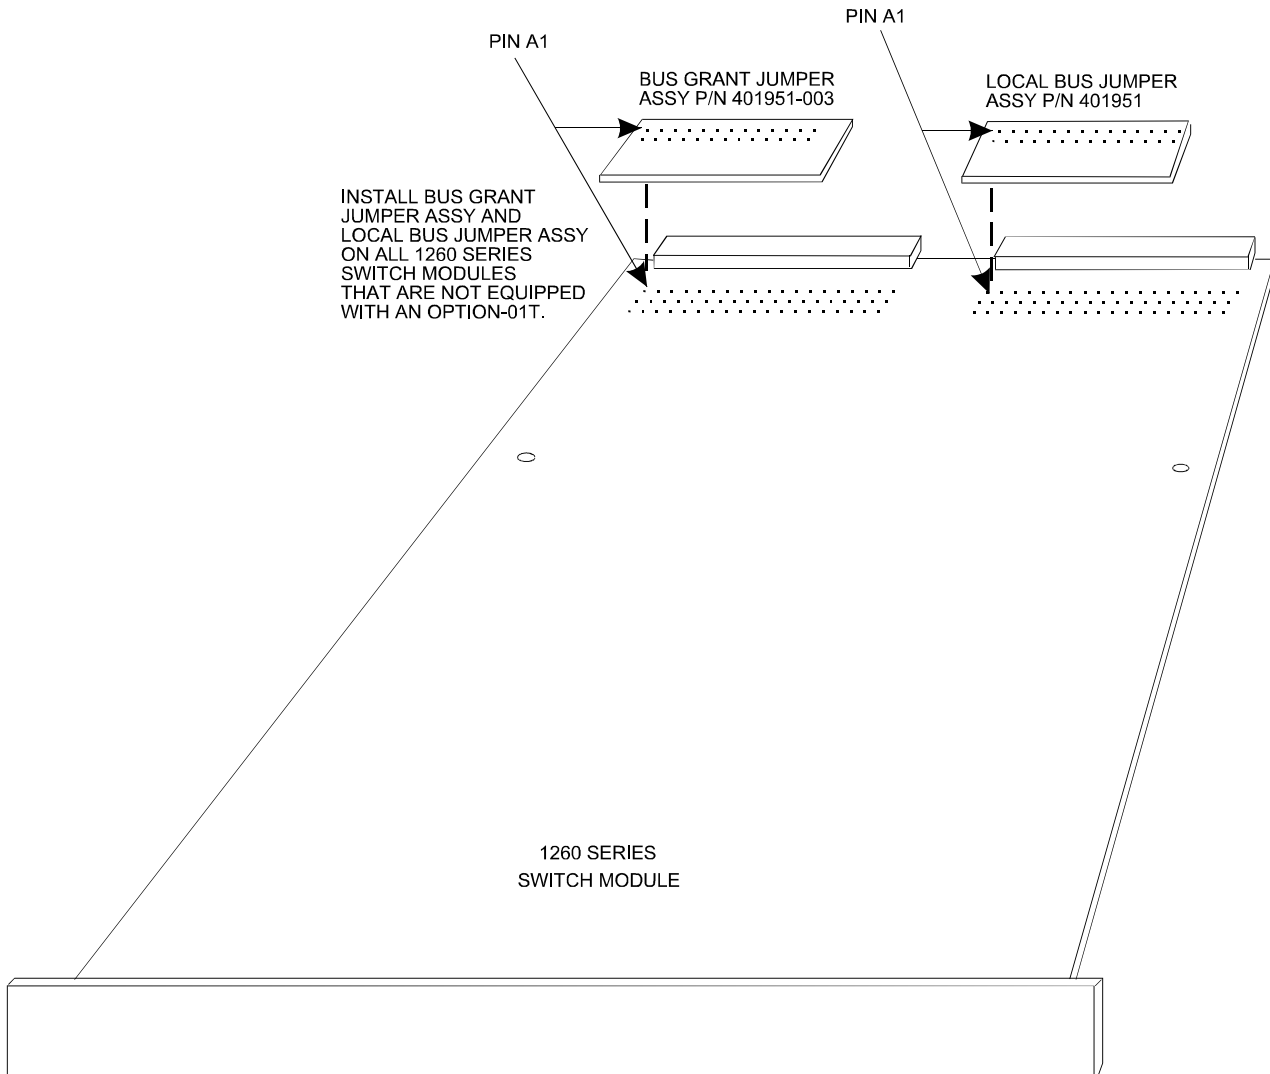 PIN A1
PIN A1
BUS GRANT JUMPER
ASSY P/N 401951-003
LOCAL BUS JUMPER
ASSY P/N 401951
INSTALL BUS GRANT
JUMPER ASSY AND
LOCAL BUS JUMPER ASSY
ON ALL 1260 SERIES
SWITCH MODULES
THAT ARE NOT EQUIPPED
WITH AN OPTION-01T.
1260 SERIES
SWITCH MODULE